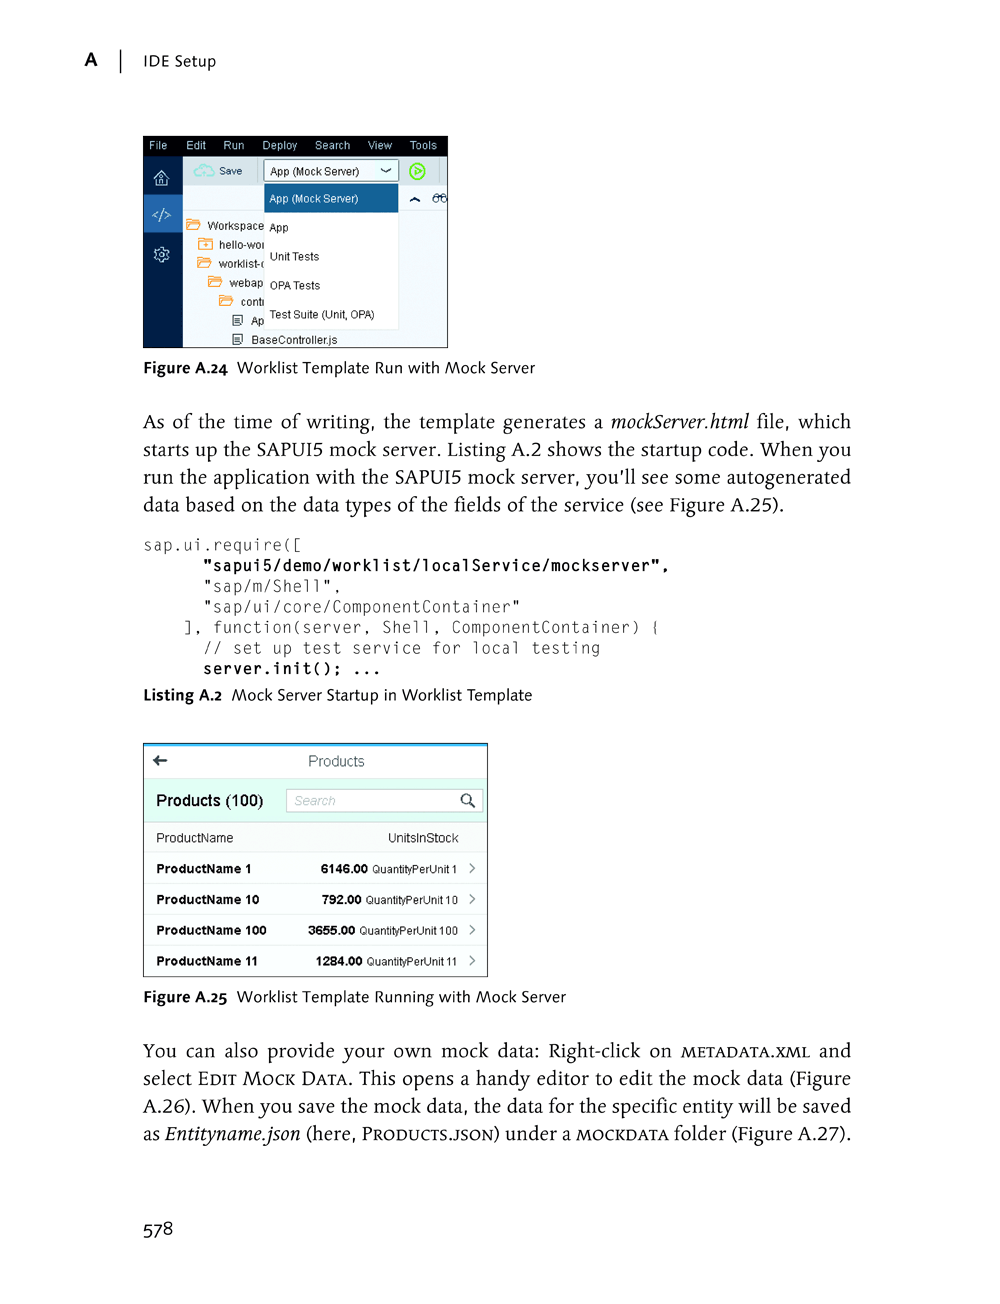 A | IDE Setup
File Edit Run Deploy Search View Tools
Save App (Mock Server)
App (Mock Server)
Workspace App
hello-wor
Unit Tests
worklist-
webap OPA Tests
cont
Ap Test Suite (Unit, OPA)
BaseController.js
Figure A.24 Worklist Template Run with Mock Server
As of the time of writing, the template generates a mockServer.html file, which
starts up the SAPUI5 mock server. Listing A.2 shows the startup code. When you
run the application with the SAPUI5 mock server, you’ll see some autogenerated
data based on the data types of the fields of the service (see Figure A.25).
sap.ui.require([
"sapui5/demo/worklist/localService/mockserver",
"sap/m/Shell",
"sap/ui/core/ComponentContainer"
], function(server, Shell, ComponentContainer) {
// set up test service for local testing
server.init(); ...
Listing A.2 Mock Server Startup in Worklist Template
Products
Products (100) Search
ProductName UnitsInStock
ProductName 1 6146.00 QuantityPerUnit 1
ProductName 10 792.00 QuantityPerUnit 10
ProductName 100 3655.00 QuantityPerUnit 100
ProductName 11 1284.00 QuantityPerUnit 11
Figure A.25 Worklist Template Running with Mock Server
You can also provide your own mock data: Right-click on METADATA.XML and
select EDIT MOCK DATA. This opens a handy editor to edit the mock data (Figure
A.26). When you save the mock data, the data for the specific entity will be saved
as Entityname.json (here, PRODUCTS.JSON) under a MOCKDATA folder (Figure A.27).
578